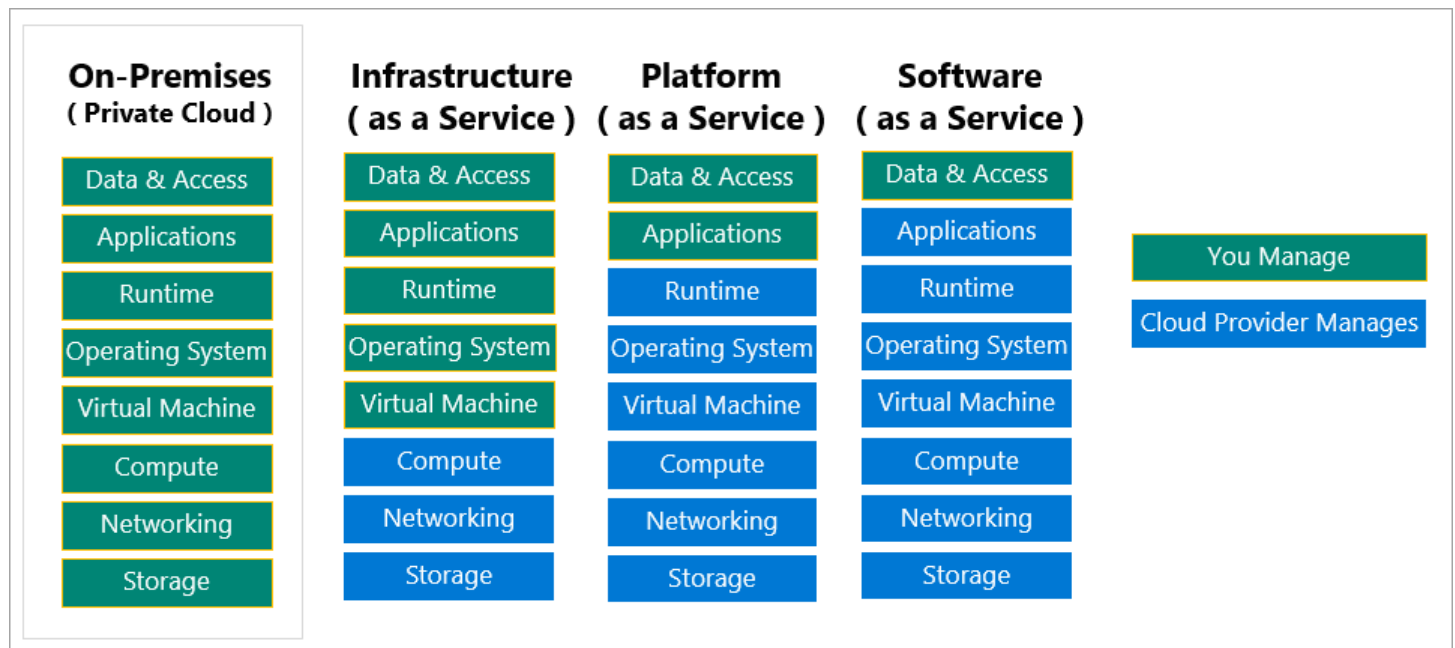 On-Premises
( Private Cloud )
Data & Access
Applications
Runtime
Operating System
Virtual Machine
Compute
Networking
Storage
Infrastructure
( as a Service )
Data & Access
Applications
Runtime
Operating System
Virtual Machine
Compute
Networking
Storage
Platform
( as a Service )
Data & Access
Applications
Runtime
Operating System
Virtual Machine
Compute
Networking
Storage
Software
( as a Service )
Data & Access
Applications
Runtime
Operating System
Virtual Machine
Compute
Networking
Storage
You Manage
Cloud Provider Manages